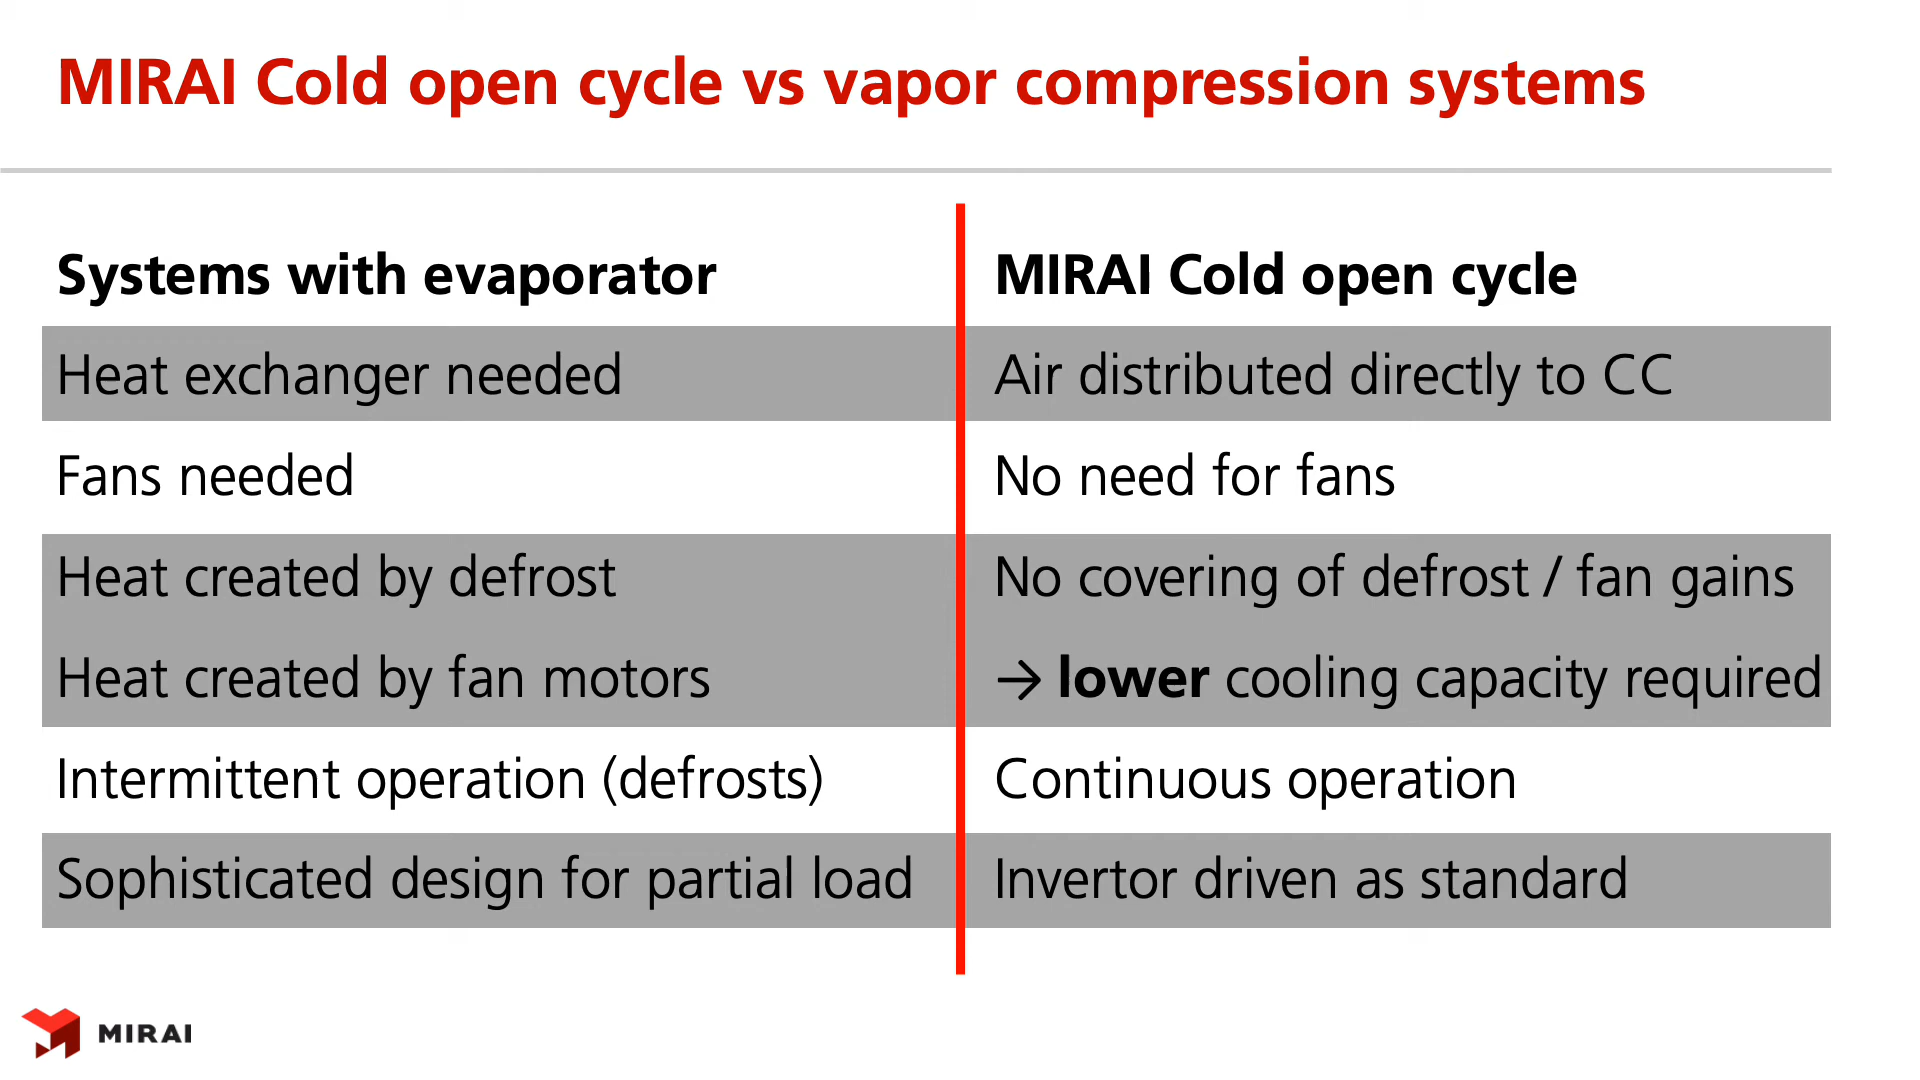 MIRAI Cold open cycle vs vapor compression systems
Systems with evaporator
MIRAI Cold open cycle
Heat exchanger needed
Air distributed directly to CC
Fans needed
No need for fans
Heat created by defrost
No covering of defrost / fan gains
Heat created by fan motors
→ lower cooling capacity required
Intermittent operation (defrosts)
Continuous operation
Sophisticated design for partial load
Invertor driven as standard
MIRAI